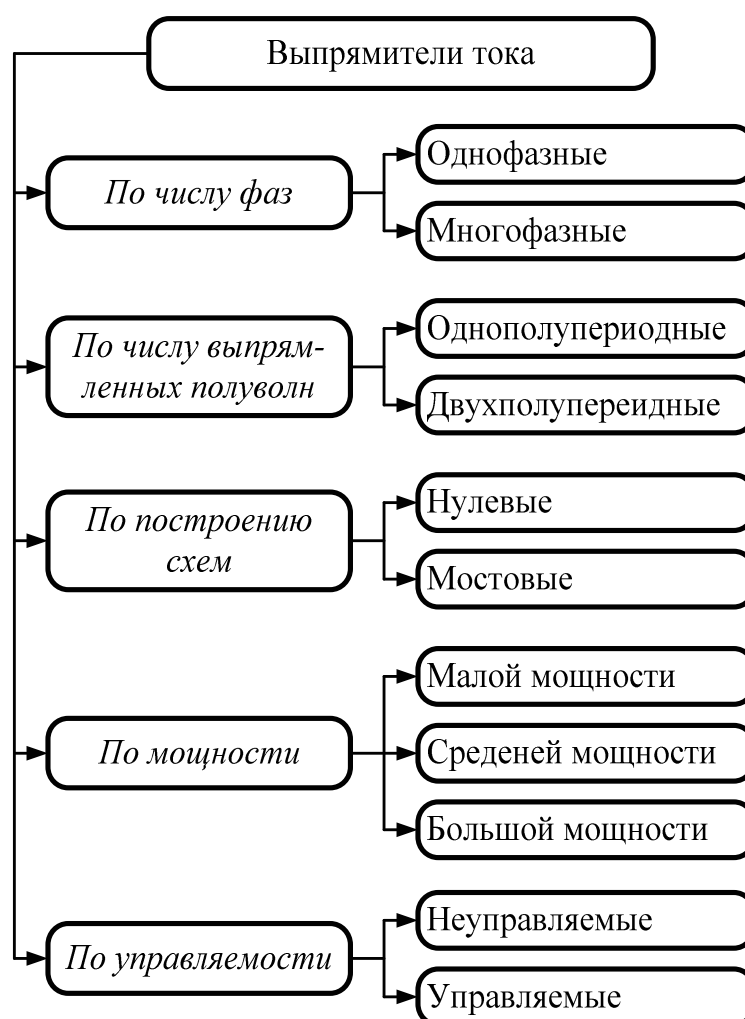 Выпрямители тока
По числу фаз
Однофазные
Многофазные
По числу выпрям-
ленных полуволн
Однополупериодные
Двухполупереидные
По построению
схем
Нулевые
Мостовые
По мощности
Малой мощности
Среденей мощности
Большой мощности
По управляемости
Неуправляемые
Управляемые